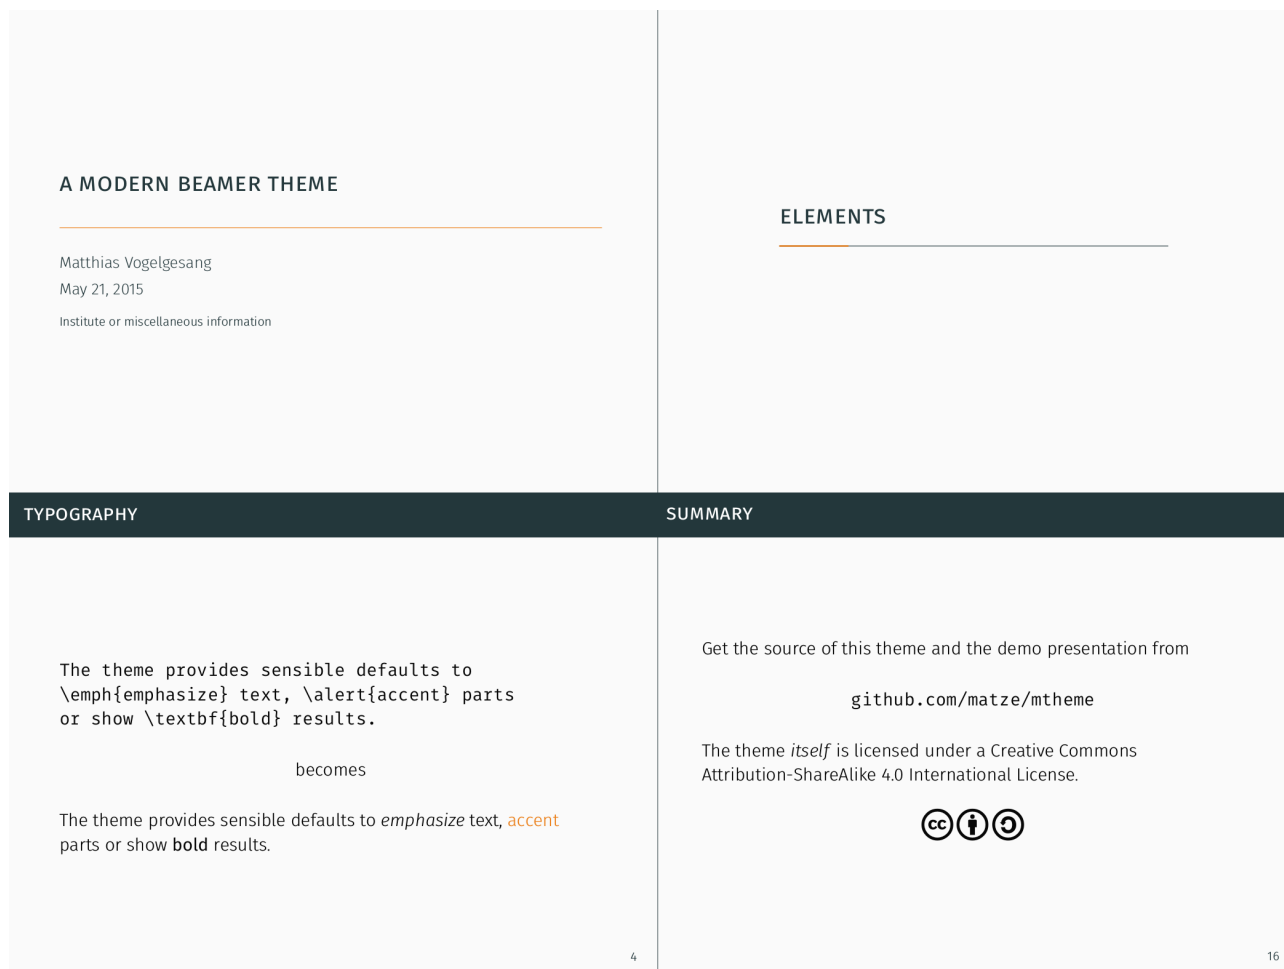 A MODERN BEAMER THEME
Matthias Vogelgesang
May 21, 2015
Institute or miscellaneous information
ELEMENTS
TYPOGRAPHY
The theme provides sensible defaults to
\emph{emphasize} text, \alert{accent} parts
or show \textbf{bold} results.
becomes
The theme provides sensible defaults to emphasize text, accent
parts or show bold results.
4
SUMMARY
Get the source of this theme and the demo presentation from
github.com/matze/mtheme
The theme itself is licensed under a Creative Commons
Attribution-ShareAlike 4.0 International License.
cc
16